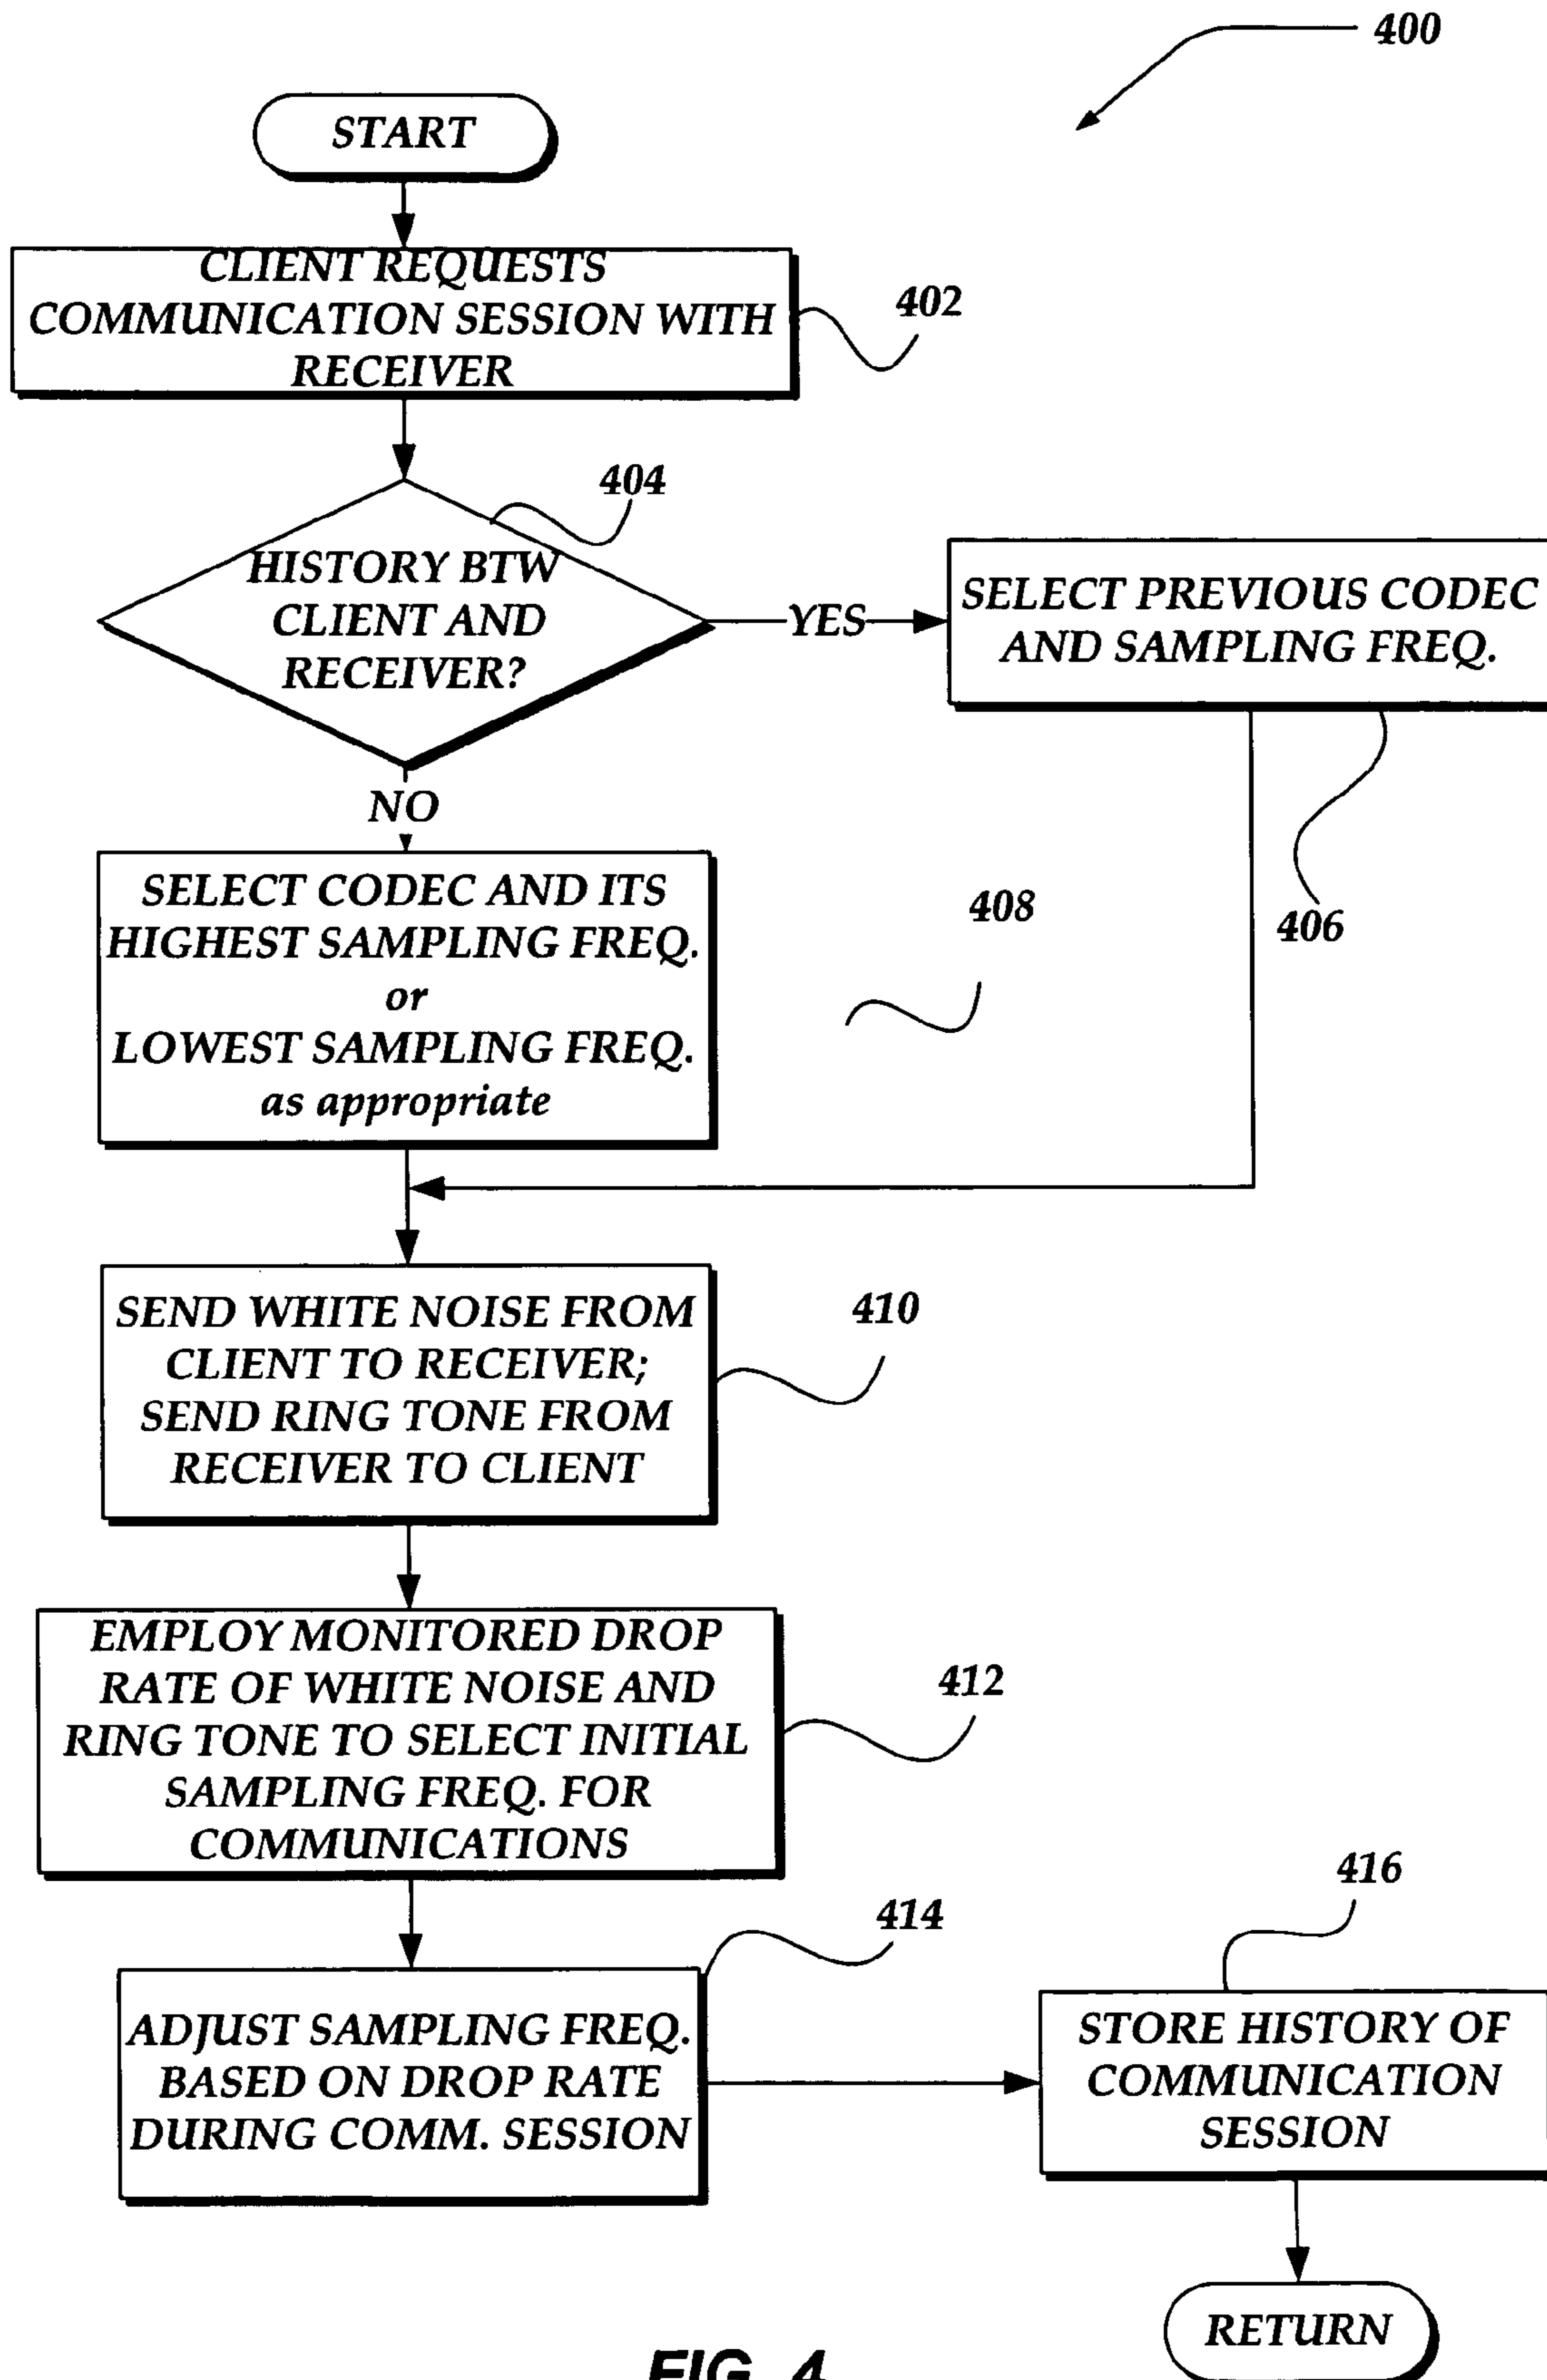 400
START
CLIENT REQUESTS
COMMUNICATION SESSION WITH
RECEIVER
402
404
HISTORY BTW
CLIENT AND
RECEIVER?
YES
SELECT PREVIOUS CODEC
AND SAMPLING FREQ.
406
NO
SELECT CODEC AND ITS
HIGHEST SAMPLING FREQ.
or
LOWEST SAMPLING FREQ.
as appropriate
408
SEND WHITE NOISE FROM
CLIENT TO RECEIVER;
SEND RING TONE FROM
RECEIVER TO CLIENT
410
EMPLOY MONITORED DROP
RATE OF WHITE NOISE AND
RING TONE TO SELECT INITIAL
SAMPLING FREQ. FOR
COMMUNICATIONS
412
414
ADJUST SAMPLING FREQ.
BASED ON DROP RATE
DURING COMM. SESSION
416
STORE HISTORY OF
COMMUNICATION
SESSION
RETURN
FIG. 4